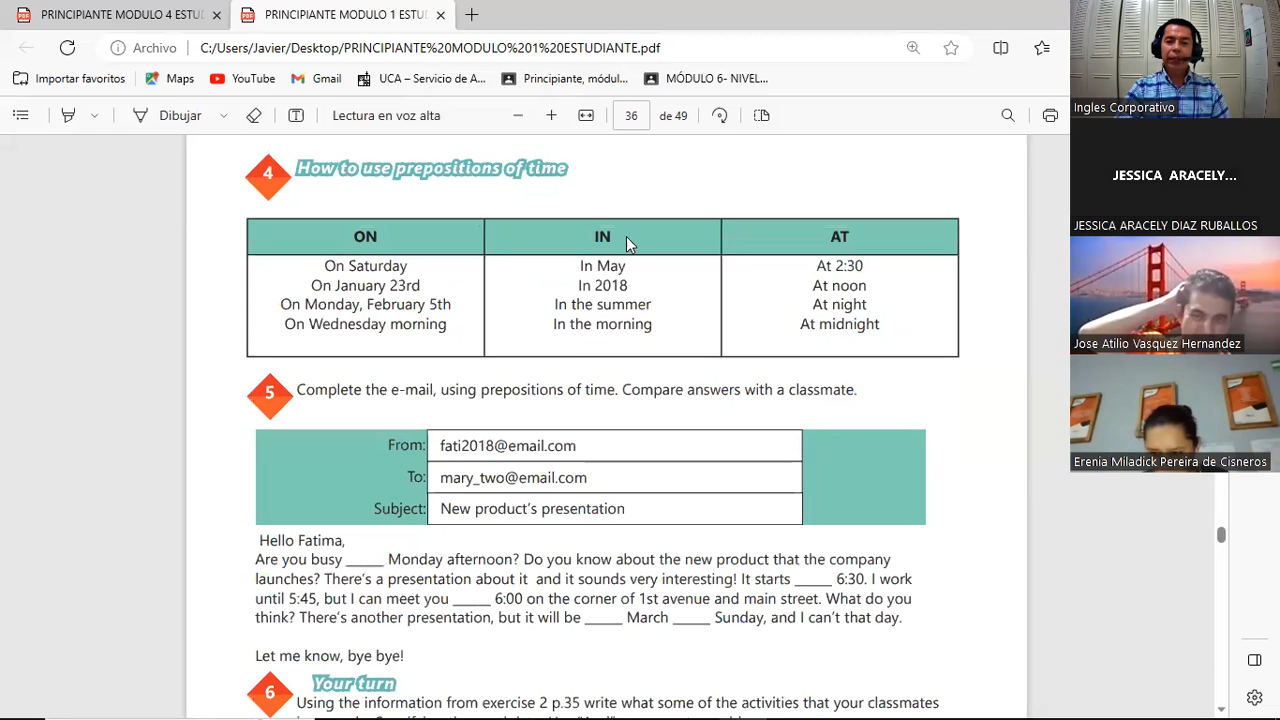 PRINCIPIANTE MODULO 4 ESTUDI
PRINCIPIANTE MODULO 1 ESTUDI
Archivo
C:/Users/Javier/Desktop/PRINCIPIANTE%20MODULO%201%20ESTUDIANTE.pdf
Importar favoritos
Maps
YouTube
Gmail
UCA – Servicio de A...
Principiante, módul...
MÓDULO 6- NIVEL...
Dibujar
Lectura en voz alta
36 de 49
4 How to use prepositions of time
ON IN AT
On Saturday In May At 2:30
On January 23rd In 2018 At noon
On Monday, February 5th In the summer At night
On Wednesday morning In the morning At midnight
5 Complete the e-mail, using prepositions of time. Compare answers with a classmate.
From: fati2018@email.com
To: mary_two@email.com
Subject: New product's presentation
Hello Fatima,
Are you busy _____ Monday afternoon? Do you know about the new product that the company
launches? There's a presentation about it and it sounds very interesting! It starts _____ 6:30. I work
until 5:45, but I can meet you _____ 6:00 on the corner of 1st avenue and main street. What do you
think? There's another presentation, but it will be _____ March _____ Sunday, and I can't that day.
Let me know, bye bye!
6 Your turn
Using the information from exercise 2 p.35 write what some of the activities that your classmates
Ingles Corporativo
JESSICA ARACELY...
JESSICA ARACELY DIAZ RUBALLOS
Jose Atilio Vasquez Hernandez
Erenia Miladick Pereira de Cisneros